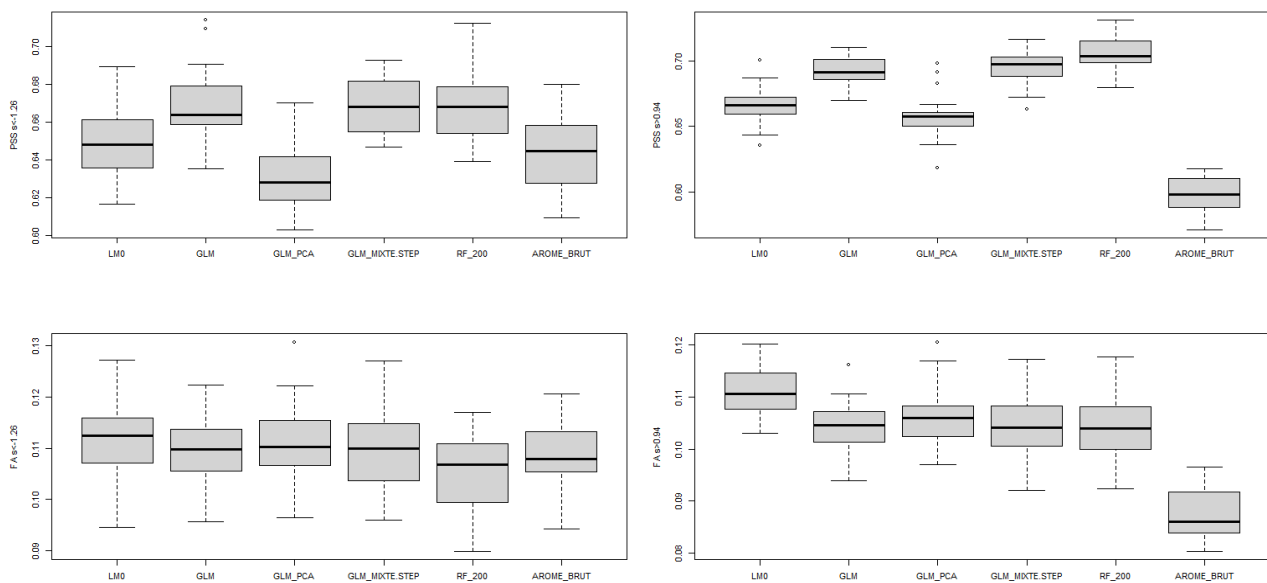 PSS s<-1.26
0.60
0.62
0.64
0.66
0.68
0.70
LM0 GLM GLM_PCA GLM_MIXTE.STEP RF_200 AROME_BRUT
PSS s>0.94
0.60
0.65
0.70
LM0 GLM GLM_PCA GLM_MIXTE.STEP RF_200 AROME_BRUT
FA s<-1.26
0.09
0.10
0.11
0.12
0.13
LM0 GLM GLM_PCA GLM_MIXTE.STEP RF_200 AROME_BRUT
FA s>0.94
0.08
0.09
0.10
0.11
0.12
LM0 GLM GLM_PCA GLM_MIXTE.STEP RF_200 AROME_BRUT